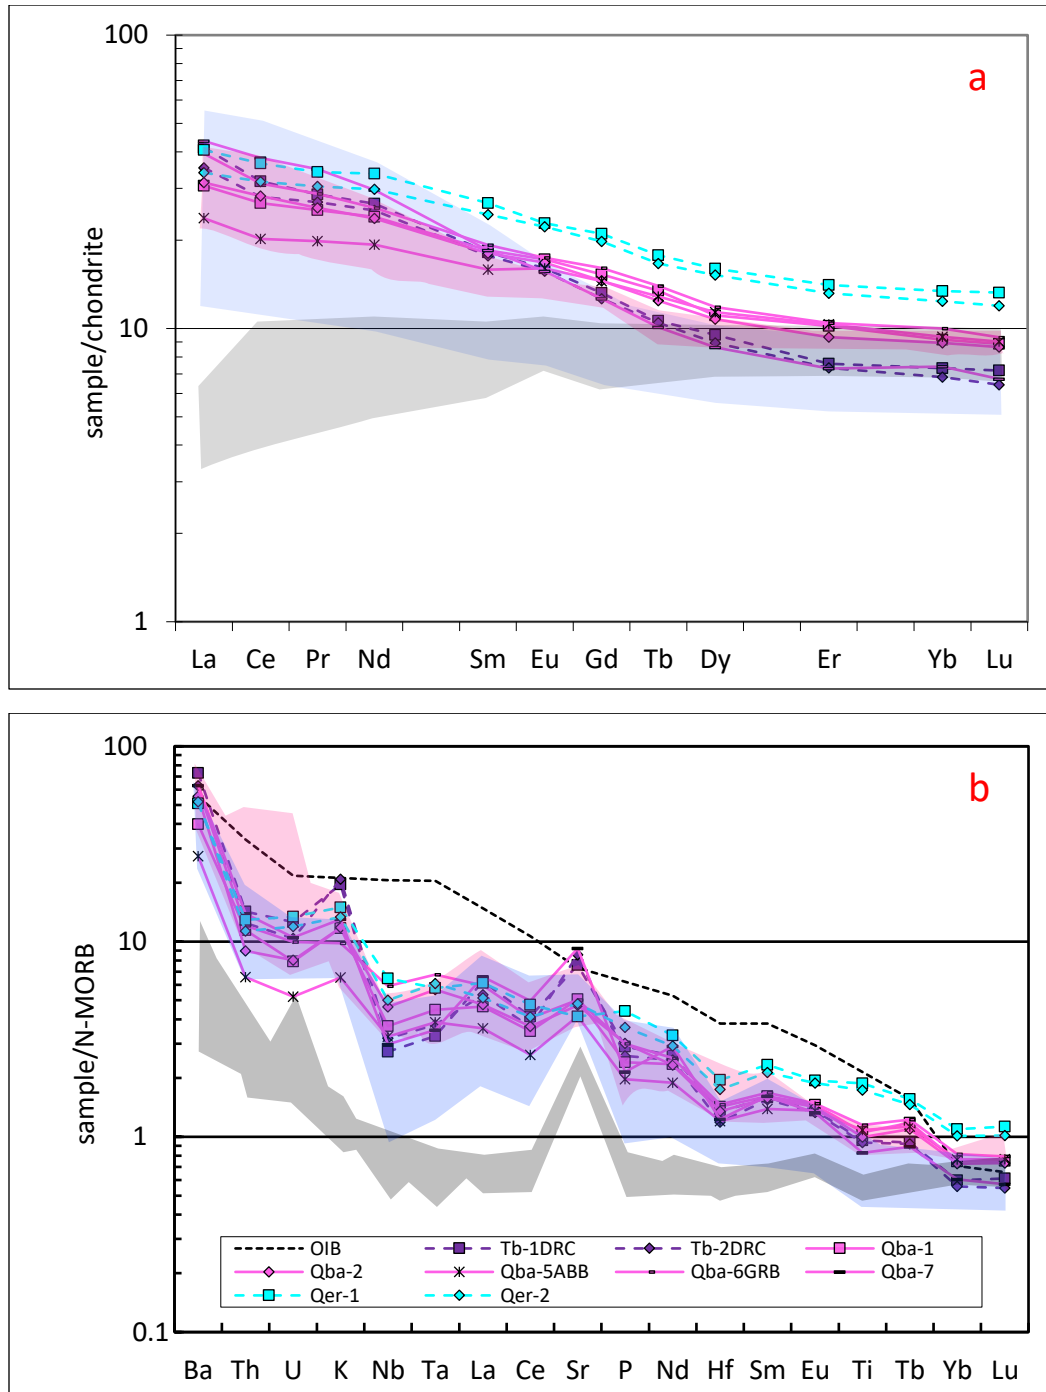 100
a
10
1
sample/chondrite
La Ce Pr Nd Sm Eu Gd Tb Dy Er Yb Lu
100
b
10
1
0.1
sample/N-MORB
OIB Tb-1DRC Tb-2DRC Qba-1
Qba-2 Qba-5ABB Qba-6GRB Qba-7
Qer-1 Qer-2
Ba Th U K Nb Ta La Ce Sr P Nd Hf Sm Eu Ti Tb Yb Lu